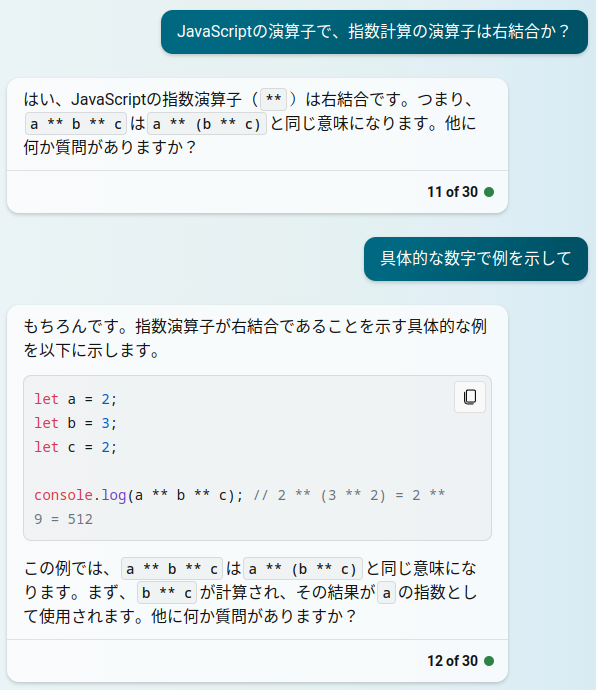 JavaScriptの演算子で、指数計算の演算子は右結合か？
はい、JavaScriptの指数演算子（ ** ）は右結合です。つまり、
a ** b ** c は a ** (b ** c) と同じ意味になります。他に
何か質問がありますか？
11 of 30
具体的な数字で例を示して
もちろんです。指数演算子が右結合であることを示す具体的な例
を以下に示します。
let a = 2;
let b = 3;
let c = 2;
console.log(a ** b ** c); // 2 ** (3 ** 2) = 2 **
9 = 512
この例では、 a ** b ** c は a ** (b ** c) と同じ意味にな
ります。まず、 b ** c が計算され、その結果が a の指数とし
て使用されます。他に何か質問がありますか？
12 of 30